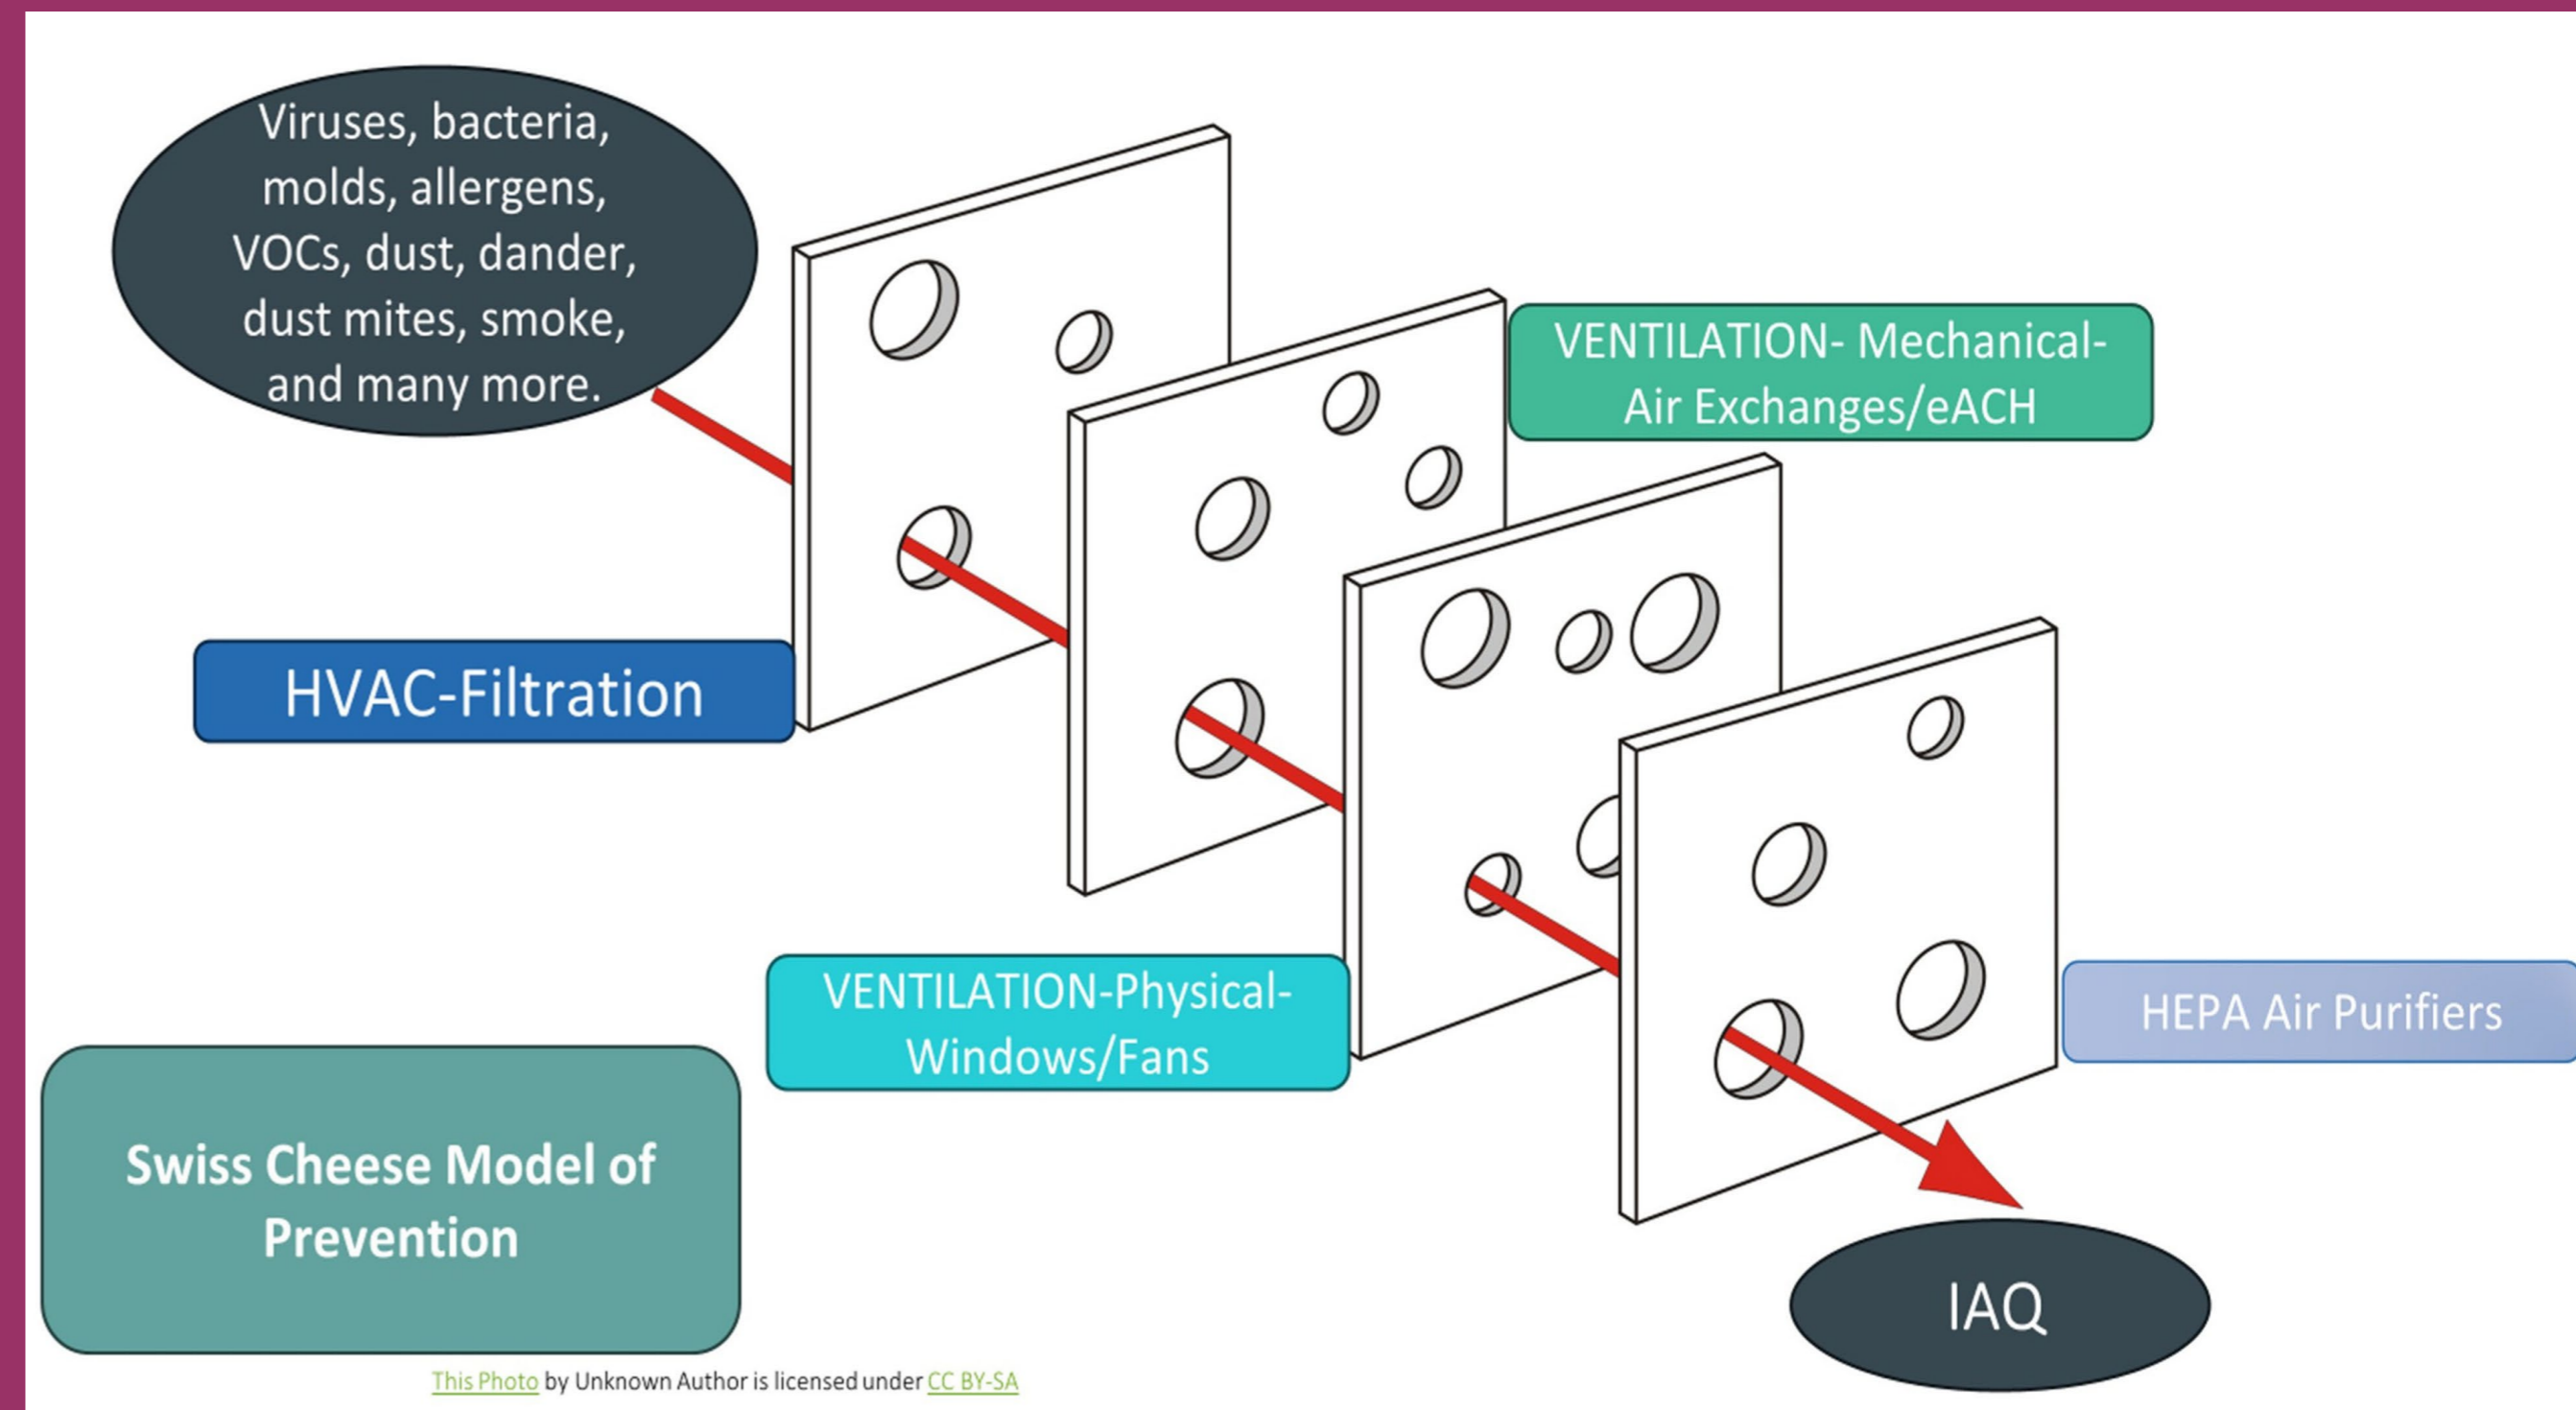 Viruses, bacteria,
molds, allergens,
VOCs, dust, dander,
dust mites, smoke,
and many more.
VENTILATION- Mechanical-
Air Exchanges/eACH
HVAC-Filtration
VENTILATION-Physical-
Windows/Fans
HEPA Air Purifiers
Swiss Cheese Model of
Prevention
IAQ
This Photo by Unknown Author is licensed under CC BY-SA